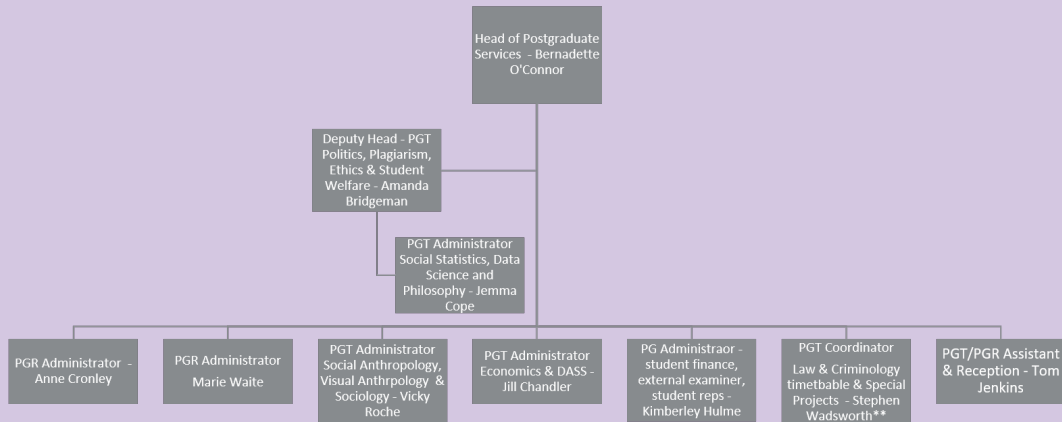 Head of Postgraduate
Services - Bernadette
O'Connor
Deputy Head - PGT
Politics, Plagiarism,
Ethics & Student
Welfare - Amanda
Bridgeman
PGT Administrator
Social Statistics, Data
Science and
Philosophy - Jemma
Cope
PGR Administrator -
Anne Cronley
PGR Administrator
Marie Waite
PGT Administrator
Social Anthropology,
Visual Anthrpology &
Sociology - Vicky
Roche
PGT Administrator
Economics & DASS -
Jill Chandler
PG Administraor -
student finance,
external examiner,
student reps -
Kimberley Hulme
PGT Coordinator
Law & Criminology
timetbable & Special
Projects - Stephen
Wadsworth**
PGT/PGR Assistant
& Reception - Tom
Jenkins